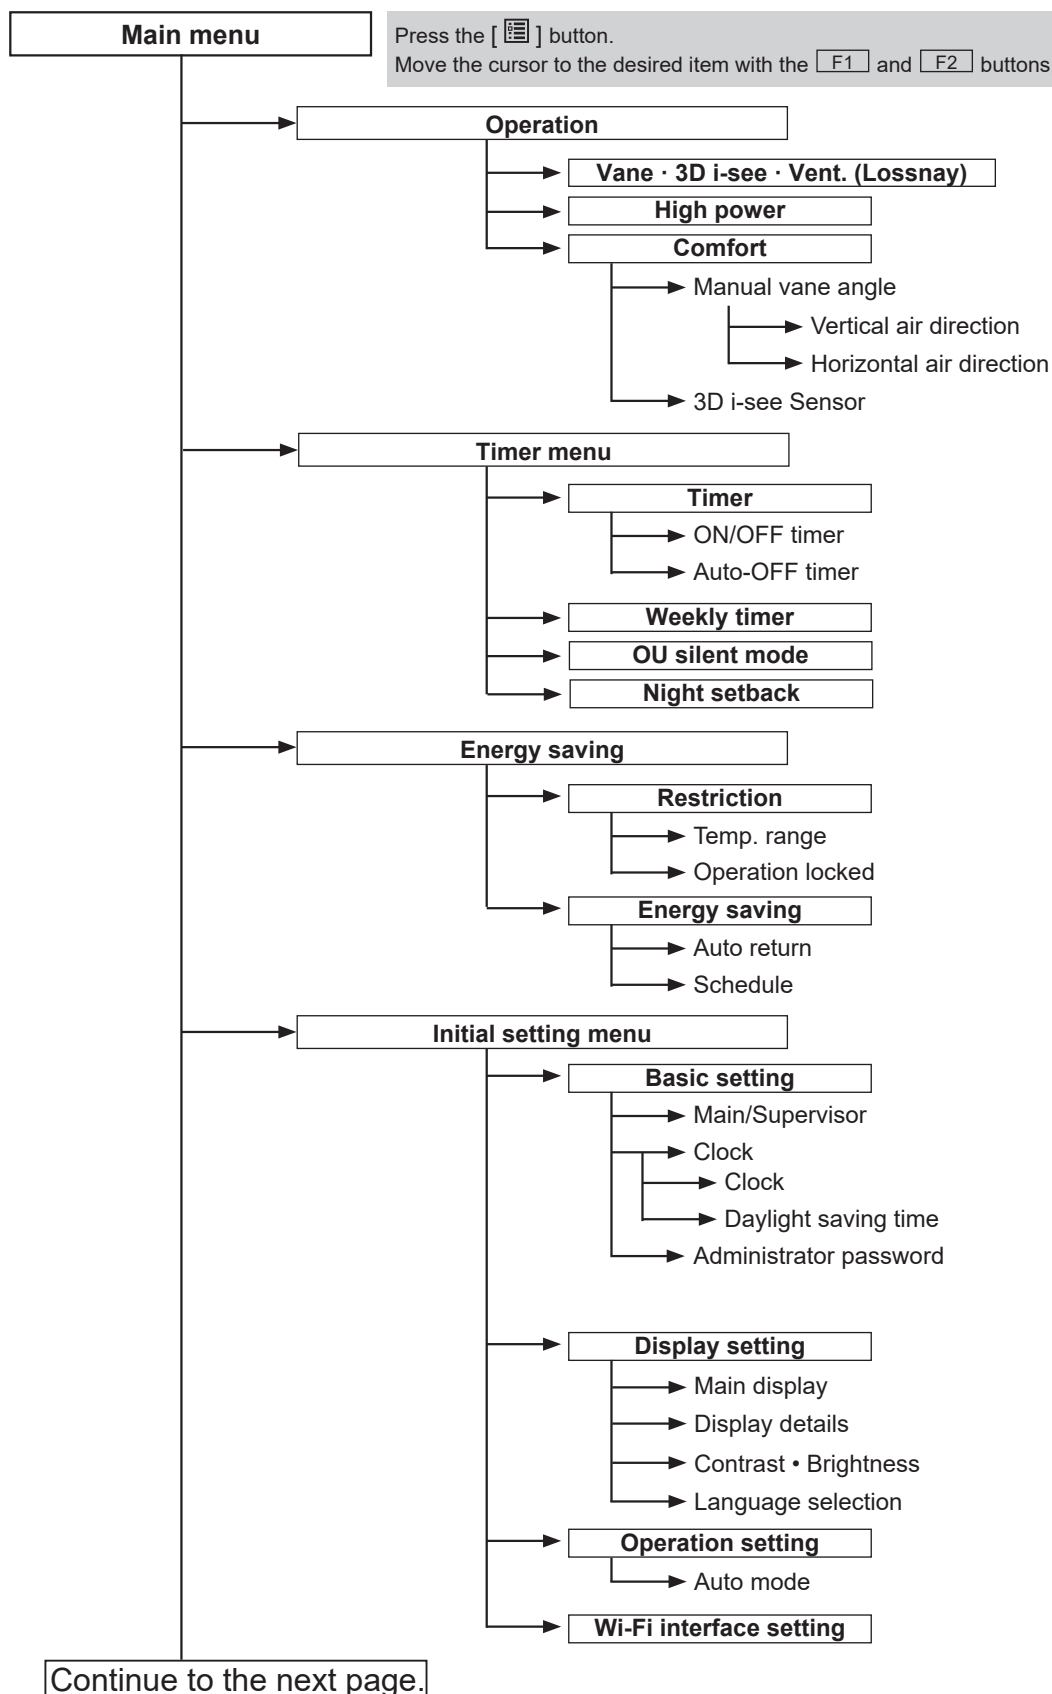 Main menu
Press the [ ] button.
Move the cursor to the desired item with the F1 and F2 buttons
Operation
Vane · 3D i-see · Vent. (Lossnay)
High power
Comfort
Manual vane angle
Vertical air direction
Horizontal air direction
3D i-see Sensor
Timer menu
Timer
ON/OFF timer
Auto-OFF timer
Weekly timer
OU silent mode
Night setback
Energy saving
Restriction
Temp. range
Operation locked
Energy saving
Auto return
Schedule
Initial setting menu
Basic setting
Main/Supervisor
Clock
Clock
Daylight saving time
Administrator password
Display setting
Main display
Display details
Contrast • Brightness
Language selection
Operation setting
Auto mode
Wi-Fi interface setting
Continue to the next page.